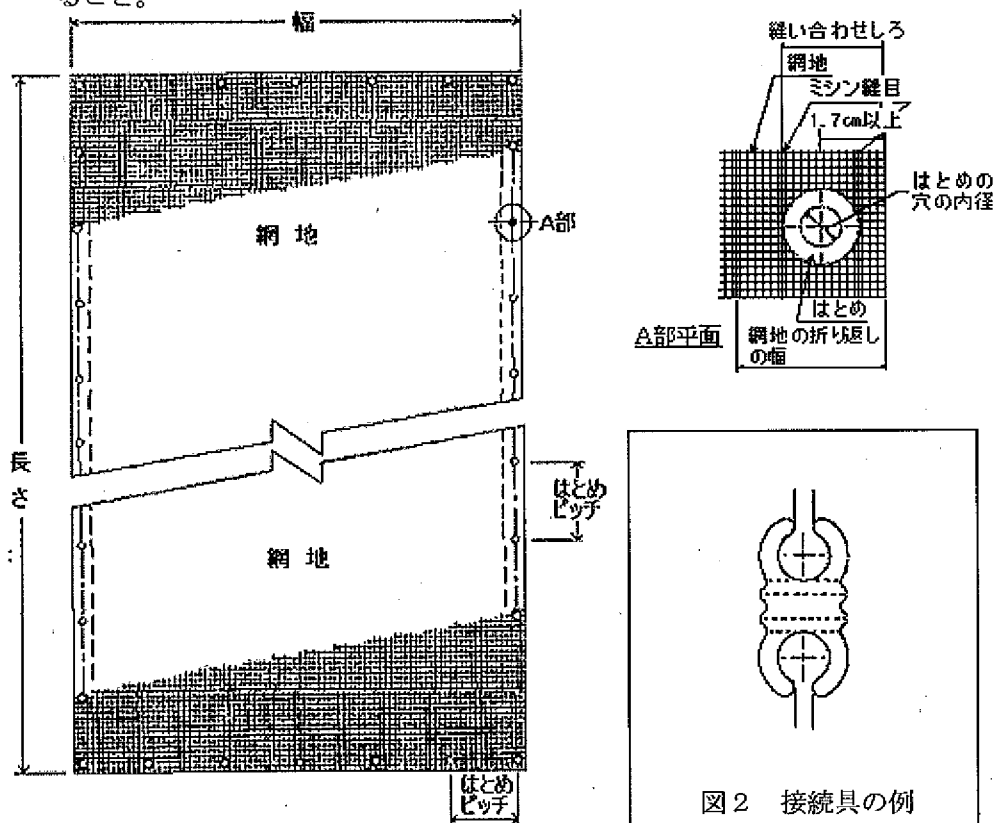 るとき。
幅
縫い合わせしろ
網地
ミシン縫目
1.7cm以上
はとめの
穴の内径
はとめ
A部平面
網地の折り返し
の幅
網地
A部
長さ
はとめ
ピッチ
網地
はとめ
ピッチ
図2 接続具の例